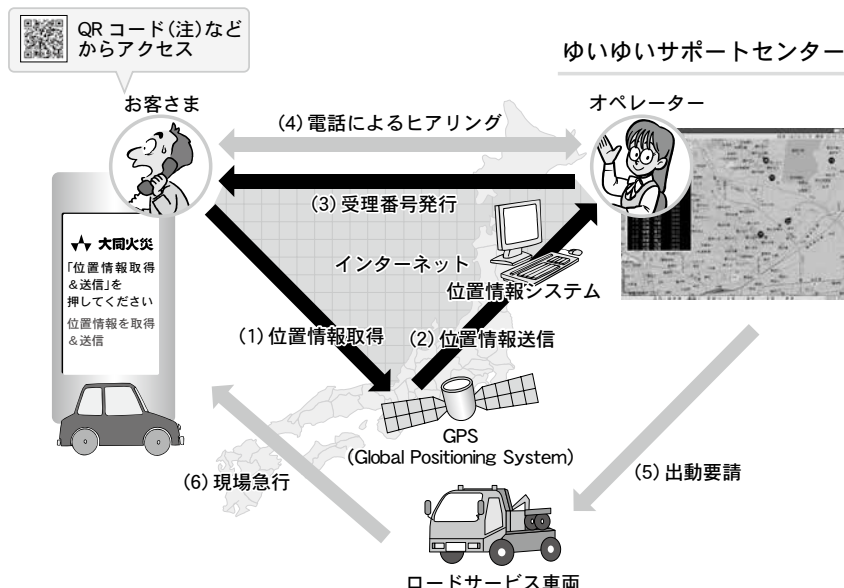 QRコード(注)など
からアクセス
ゆいゆいサポートセンター
お客さま
オペレーター
(4)電話によるヒアリング
(3)受理番号発行
大同火災
「位置情報取得
&送信」を
押してください
位置情報を取得
&送信
インターネット
位置情報システム
(1)位置情報取得
(2)位置情報送信
GPS
(Global Positioning System)
(6)現場急行
(5)出動要請
ロードサービス車両